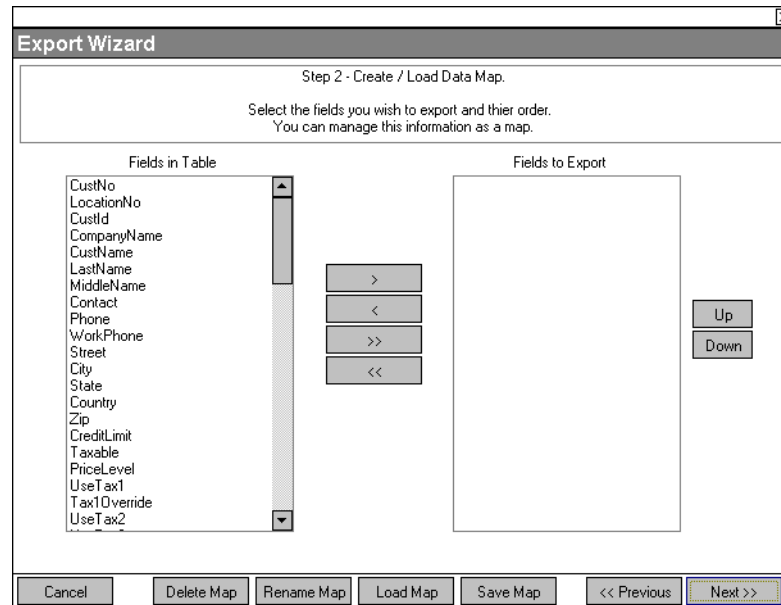 Export Wizard
Step 2 - Create / Load Data Map.
Select the fields you wish to export and thier order.
You can manage this information as a map.
Fields in Table
Fields to Export
CustNo
LocationNo
CustId
CompanyName
CustName
LastName
MiddleName
Contact
Phone
WorkPhone
Street
City
State
Country
Zip
CreditLimit
Taxable
PriceLevel
UseTax1
Tax1Override
UseTax2
>
<
>>
<<
Up
Down
Cancel
Delete Map
Rename Map
Load Map
Save Map
<< Previous
Next >>